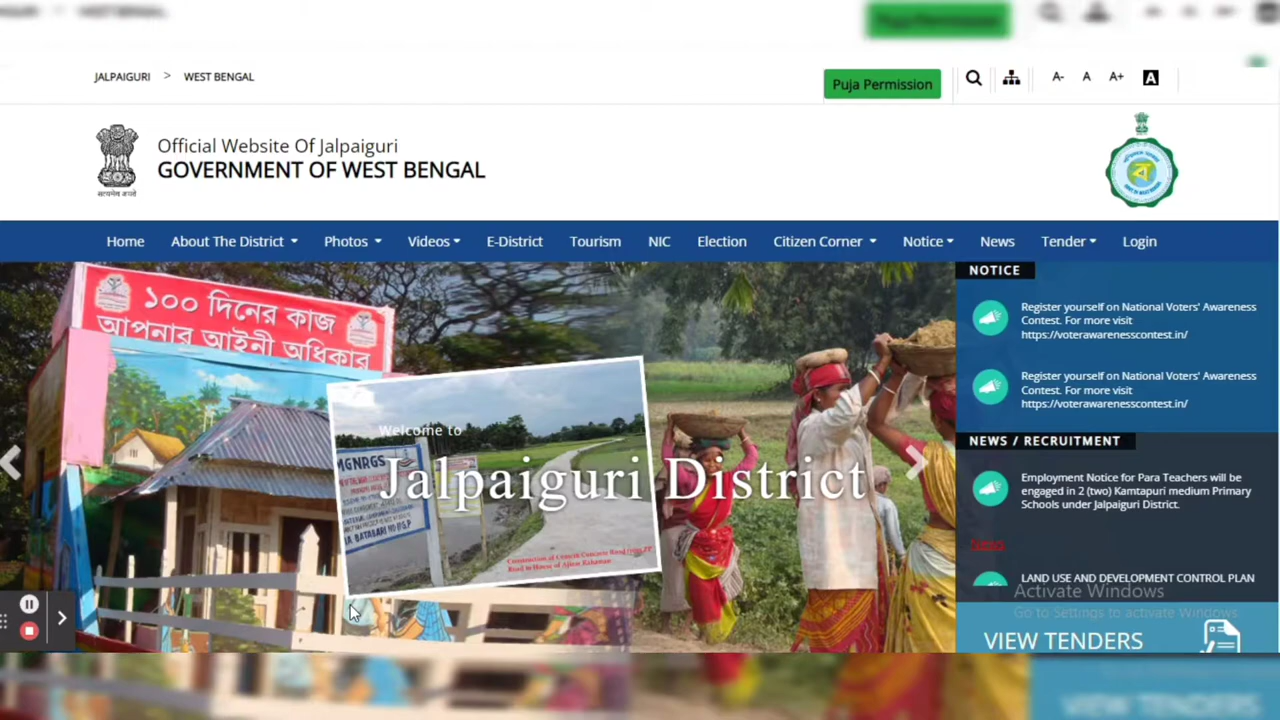 JALPAIGURI > WEST BENGAL
Puja Permission
A- A A+ A
Official Website Of Jalpaiguri
GOVERNMENT OF WEST BENGAL
सत्यमेव जयते
Home About The District Photos Videos E-District Tourism NIC Election Citizen Corner Notice News Tender Login
১০০ দিনের কাজ
আপনার আইনী অধিকার
Welcome to
Jalpaiguri District
MGNRGS
NOTICE
Register yourself on National Voters' Awareness
Contest. For more visit
https://voterawarenesscontest.in/
Register yourself on National Voters' Awareness
Contest. For more visit
https://voterawarenesscontest.in/
NEWS / RECRUITMENT
Employment Notice for Para Teachers will be
engaged in 2 (two) Kamtapuri medium Primary
Schools under Jalpaiguri District.
News
LAND USE AND DEVELOPMENT CONTROL PLAN
Activate Windows
Go to Settings to activate Windows.
VIEW TENDERS